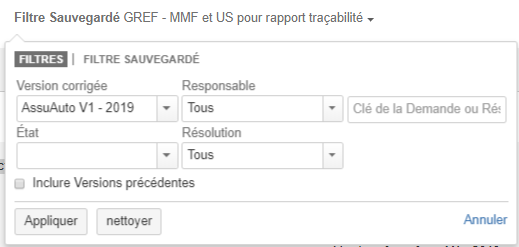 Filtre Sauvegardé GREF - MMF et US pour rapport traçabilité
FILTRES | FILTRE SAUVEGARDÉ
Version corrigée Responsable
AssuAuto V1 - 2019 Tous Clé de la Demande ou Rés
État Résolution
Tous
Inclure Versions précédentes
Appliquer nettoyer Annuler